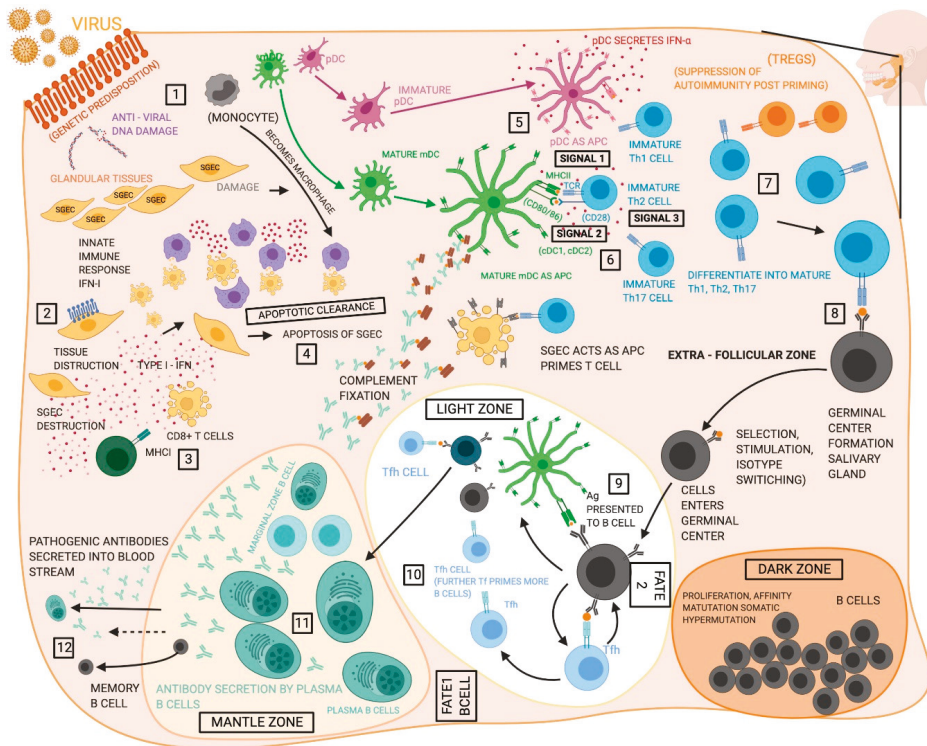 VIRUS
(GENETIC PREDISPOSITION)
ANTI - VIRAL
DNA DAMAGE
GLANDULAR TISSUES
1
(MONOCYTE)
BECOMES MACROPHAGE
pDC
IMMATURE
pDC
MATURE mDC
pDC SECRETES IFN-α
5
pDC AS APC
SIGNAL 1
MHCII
TCR
(CD80/86)
(CD28)
SIGNAL 2
(cDC1, cDC2)
6
MATURE mDC AS APC
IMMATURE
Th1 CELL
IMMATURE
Th2 CELL
SIGNAL 3
IMMATURE
Th17 CELL
(TREGS)
(SUPPRESSION OF
AUTOIMMUNITY POST PRIMING)
7
DIFFERENTIATE INTO MATURE
Th1, Th2, Th17
8
SGEC
SGEC
SGEC
SGEC
SGEC
DAMAGE
INNATE
IMMUNE
RESPONSE
IFN-I
2
TISSUE
DISTRUCTION
TYPE I - IFN
APOPTOTIC CLEARANCE
APOPTOSIS OF SGEC
4
SGEC
DESTRUCTION
CD8+ T CELLS
MHCI
3
COMPLEMENT
FIXATION
SGEC ACTS AS APC
PRIMES T CELL
EXTRA - FOLLICULAR ZONE
GERMINAL
CENTER
FORMATION
SALIVARY
GLAND
SELECTION,
STIMULATION,
ISOTYPE
SWITICHING)
CELLS
ENTERS
GERMINAL
CENTER
LIGHT ZONE
Tfh CELL
9
Ag
PRESENTED
TO B CELL
10
Tfh CELL
(FURTHER Tf PRIMES MORE
B CELLS)
Tfh
FATE
2
Tfh
DARK ZONE
PROLIFERATION, AFFINITY
MATUTATION SOMATIC
HYPERMUTATION
B CELLS
MARGINAL ZONE B CELL
PATHOGENIC ANTIBODIES
SECRETED INTO BLOOD
STREAM
11
12
MEMORY
B CELL
ANTIBODY SECRETION BY PLASMA
B CELLS
PLASMA B CELLS
MANTLE ZONE
FATE1
BCELL